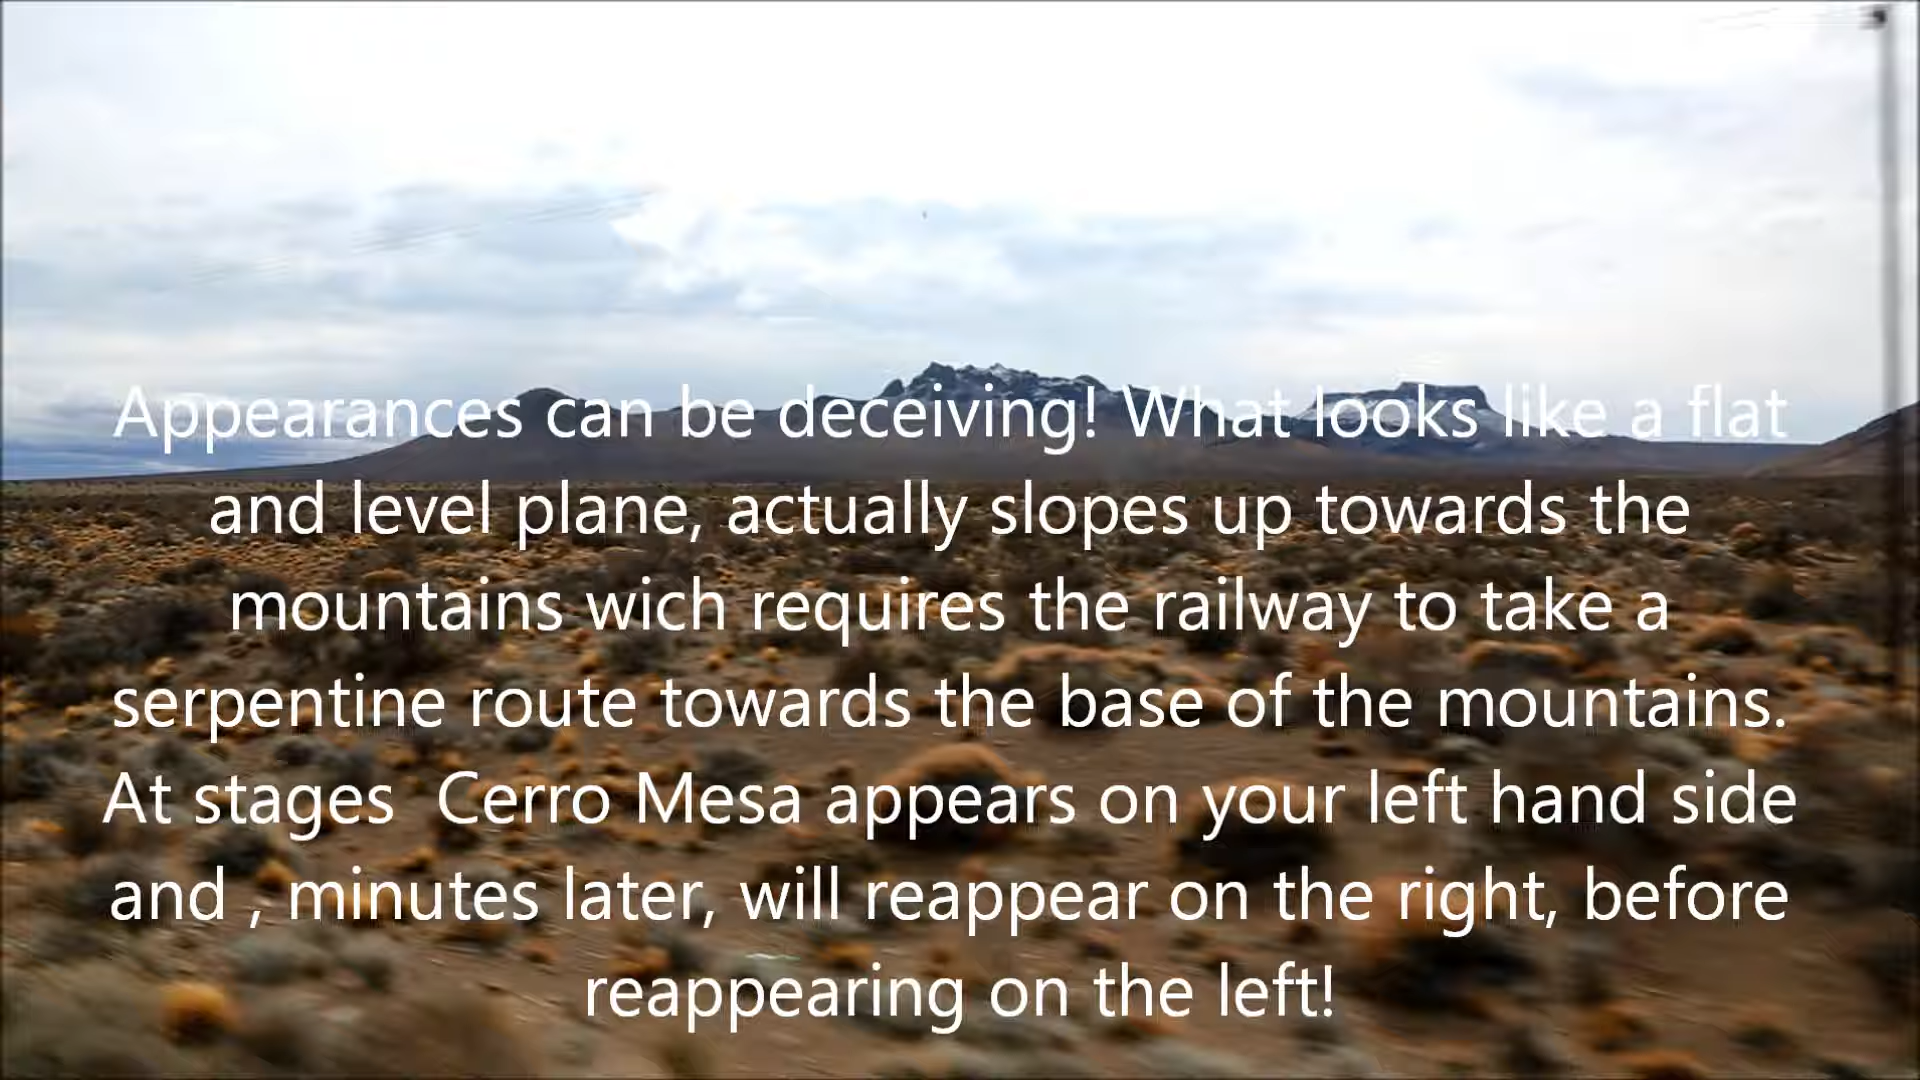 Appearances can be deceiving! What looks like a flat
and level plane, actually slopes up towards the
mountains wich requires the railway to take a
serpentine route towards the base of the mountains.
At stages  Cerro Mesa appears on your left hand side
and , minutes later, will reappear on the right, before
reappearing on the left!